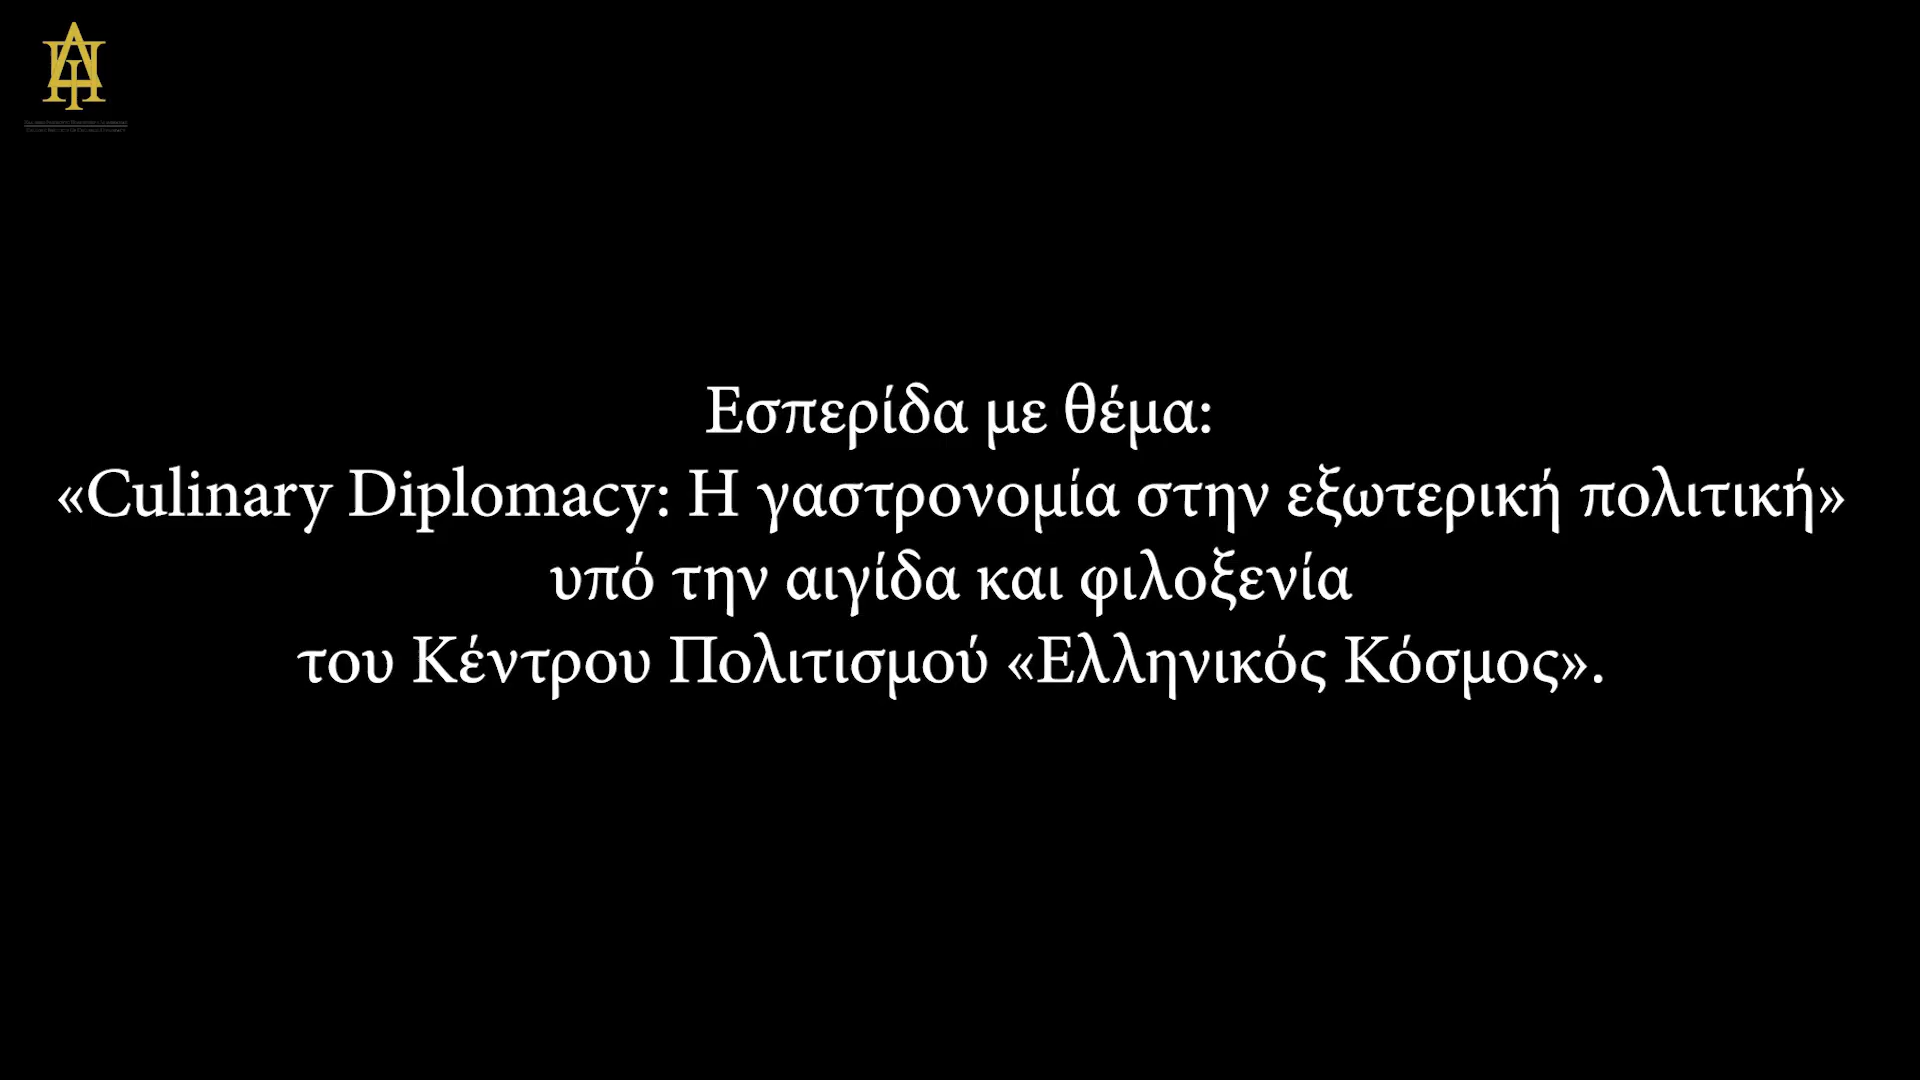 Εσπερίδα με θέμα:
«Culinary Diplomacy: Η γαστρονομία στην εξωτερική πολιτική»
υπό την αιγίδα και φιλοξενία
του Κέντρου Πολιτισμού «Ελληνικός Κόσμος».